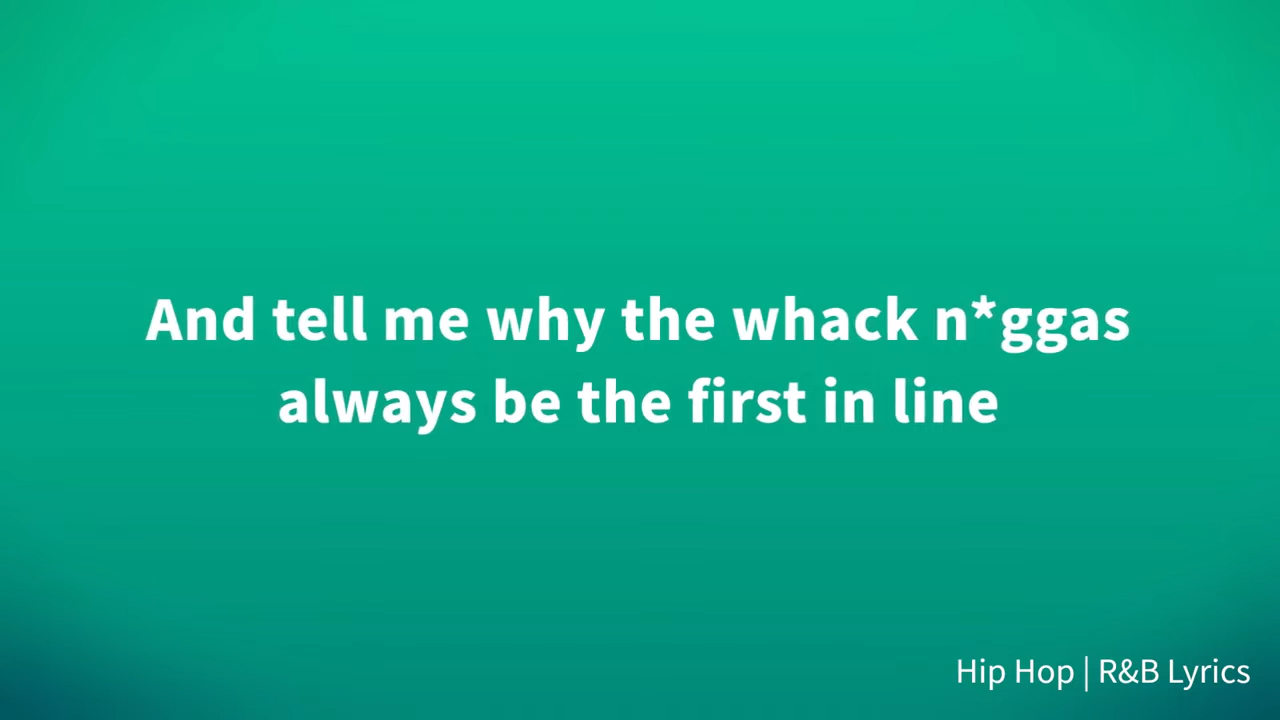 And tell me why the whack n*ggas
always be the first in line
Hip Hop | R&B Lyrics